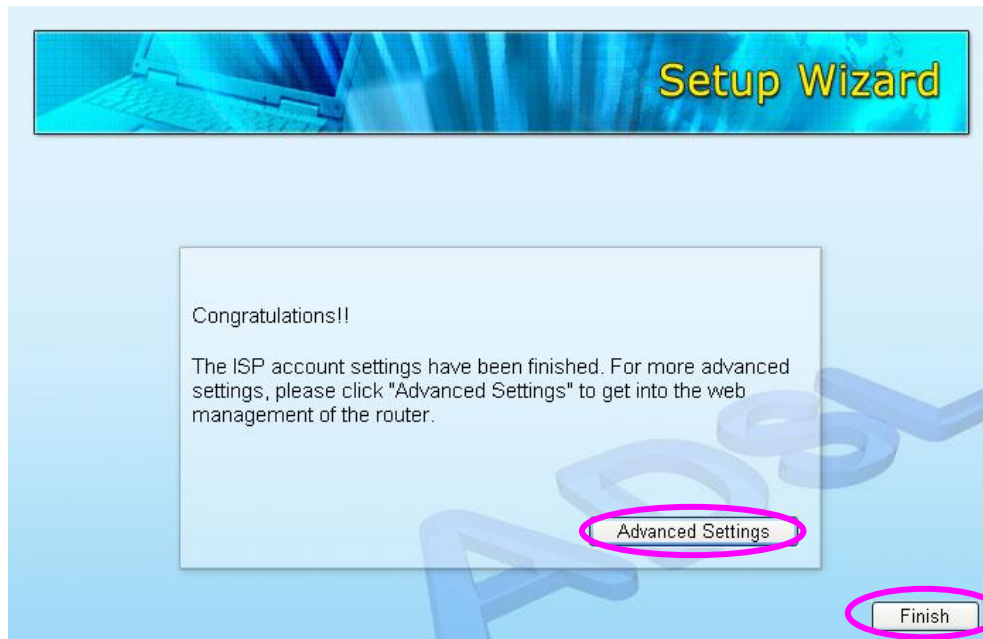 Setup Wizard
Congratulations!!
The ISP account settings have been finished. For more advanced
settings, please click "Advanced Settings" to get into the web
management of the router.
ADSL
Advanced Settings
Finish